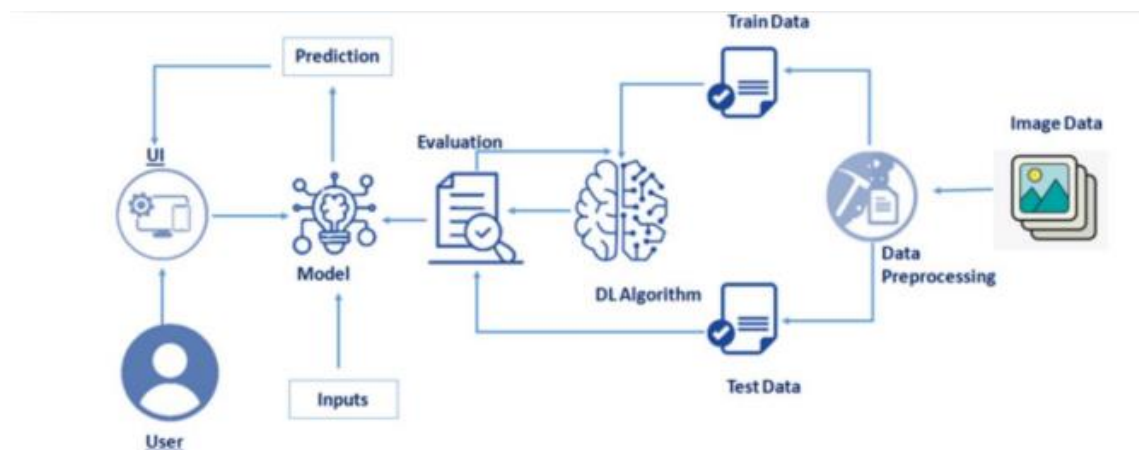 Train Data
Prediction
Image Data
Evaluation
UI
Model
Data
Preprocessing
DL Algorithm
Inputs
Test Data
User